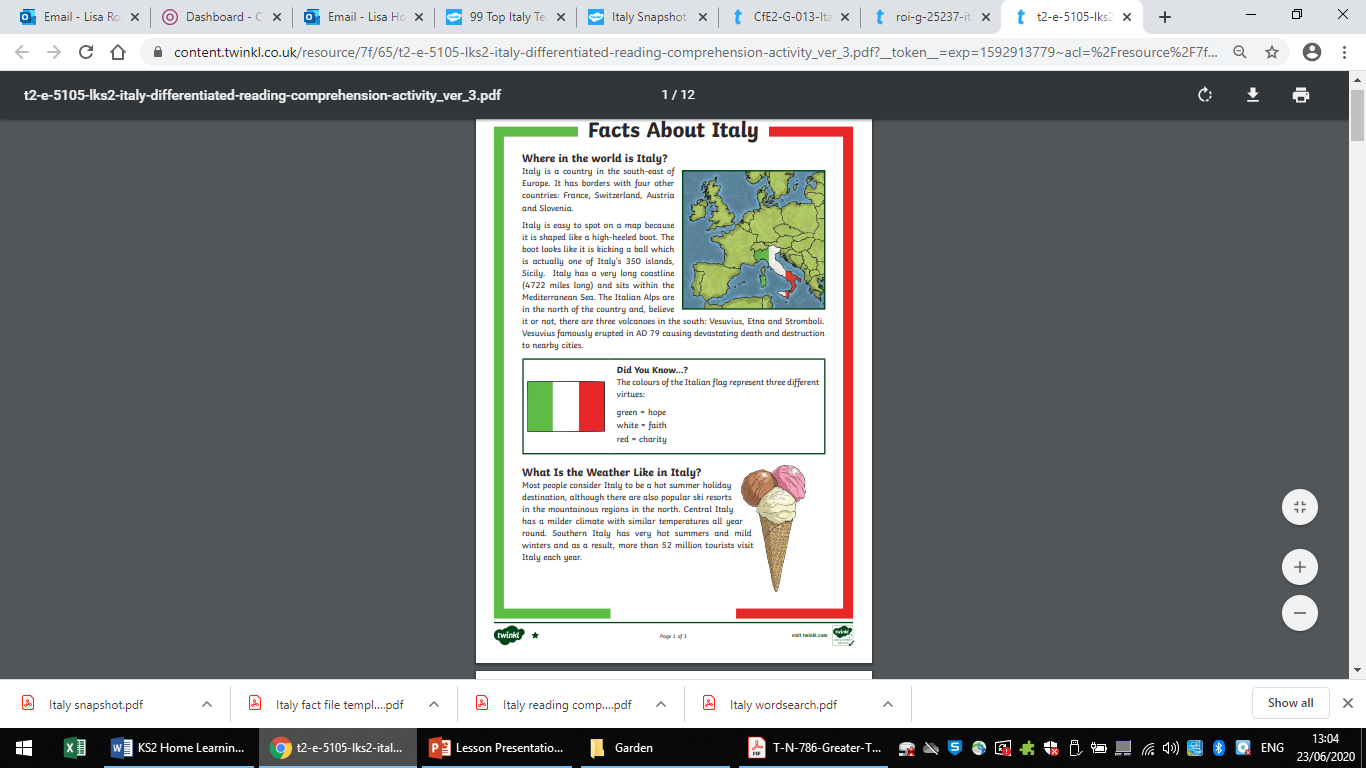 Email - Lisa Ro
Dashboard - C
Email - Lisa Ho
99 Top Italy Te
Italy Snapshot
CfE2-G-013-Ita
roi-g-25237-it
t2-e-5105-lks2
content.twinkl.co.uk/resource/7f/65/t2-e-5105-lks2-italy-differentiated-reading-comprehension-activity_ver_3.pdf?__token__=exp=1592913779~acl=%2Fresource%2F7f...
t2-e-5105-lks2-italy-differentiated-reading-comprehension-activity_ver_3.pdf
1 / 12
Facts About Italy
Where in the world is Italy?
Italy is a country in the south-east of
Europe. It has borders with four other
countries: France, Switzerland, Austria
and Slovenia.
Italy is easy to spot on a map because
it is shaped like a high-heeled boot. The
boot looks like it is kicking a ball which
is actually one of Italy's 350 islands,
Sicily. Italy has a very long coastline
(4722 miles long) and sits within the
Mediterranean Sea. The Italian Alps are
in the north of the country and, believe
it or not, there are three volcanoes in the south: Vesuvius, Etna and Stromboli.
Vesuvius famously erupted in AD 79 causing devastating death and destruction
to nearby cities.
Did You Know...?
The colours of the Italian flag represent three different
virtues:
green = hope
white = faith
red = charity
What Is the Weather Like in Italy?
Most people consider Italy to be a hot summer holiday
destination, although there are also popular ski resorts
in the mountainous regions in the north. Central Italy
has a milder climate with similar temperatures all year
round. Southern Italy has very hot summers and mild
winters and as a result, more than 52 million tourists visit
Italy each year.
twinkl
Page 1 of 3
visit twinkl.com
twinkl
Italy snapshot.pdf
Italy fact file templ....pdf
Italy reading comp....pdf
Italy wordsearch.pdf
Show all
KS2 Home Learnin...
t2-e-5105-lks2-ital...
Lesson Presentatio...
Garden
T-N-786-Greater-T...
ENG
13:04
23/06/2020